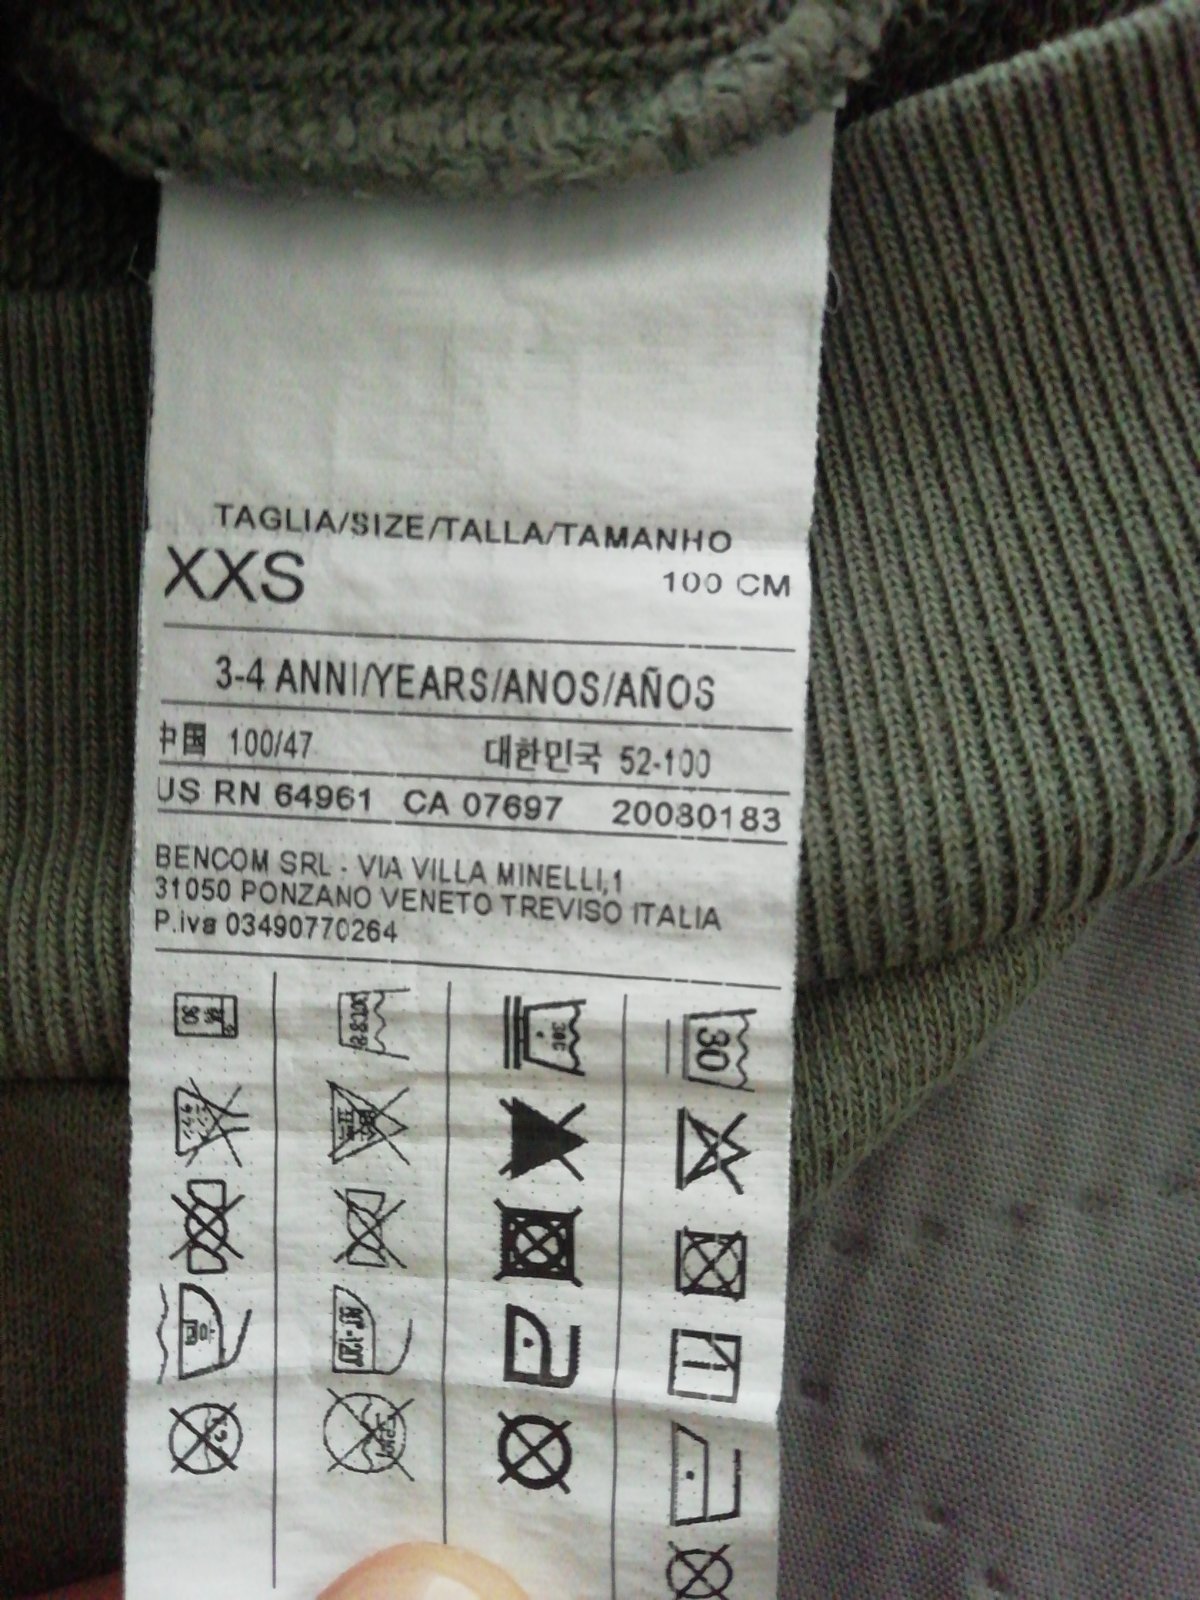 TAGLIA/SIZE/TALLA/TAMANHO
XXS 100 CM
3-4 ANNI/YEARS/ANOS/AÑOS
中国 100/47 대한민국 52-100
US RN 64961 CA 07697 20080183
BENCOM SRL - VIA VILLA MINELLI,1
31050 PONZANO VENETO TREVISO ITALIA
P.iva 03490770264
30
30C
30